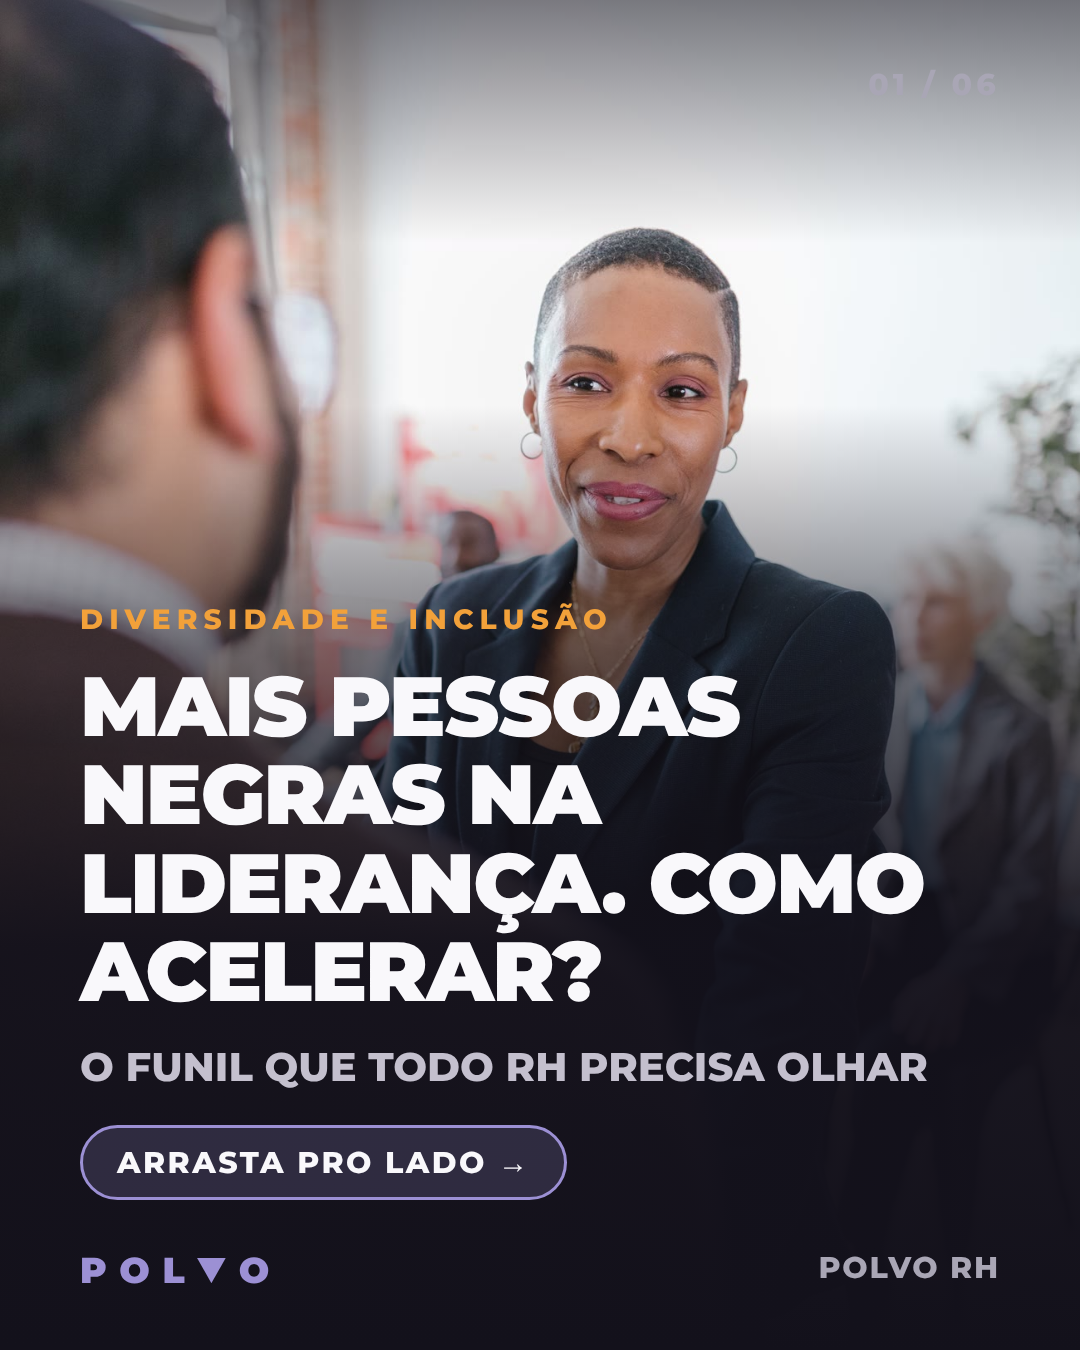 01 / 06
DIVERSIDADE E INCLUSÃO
MAIS PESSOAS
NEGRAS NA
LIDERANÇA. COMO
ACELERAR?
O FUNIL QUE TODO RH PRECISA OLHAR
ARRASTA PRO LADO →
POLVO
POLVO RH